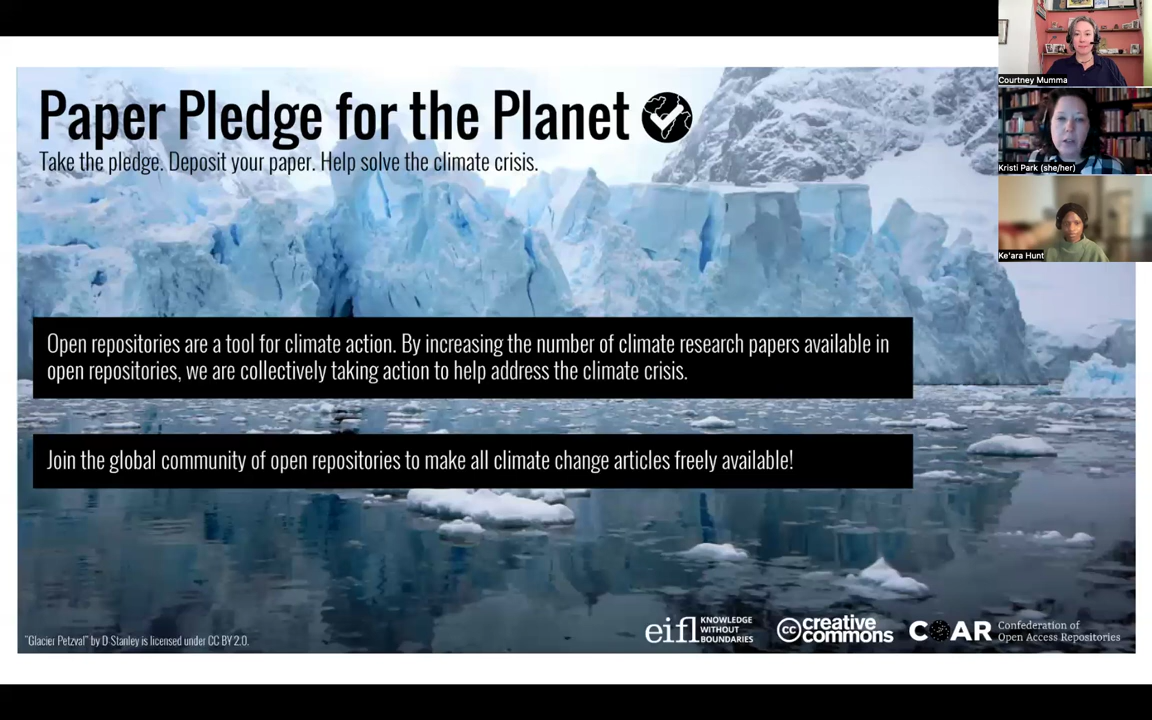 Paper Pledge for the Planet
Take the pledge. Deposit your paper. Help solve the climate crisis.
Courtney Mumma
Kristi Park (she/her)
Ke'ara Hunt
Open repositories are a tool for climate action. By increasing the number of climate research papers available in
open repositories, we are collectively taking action to help address the climate crisis.
Join the global community of open repositories to make all climate change articles freely available!
"Glacier Petzval" by D-Stanley is licensed under CC BY 2.0.
eifl KNOWLEDGE
WITHOUT
BOUNDARIES
cc creative
commons
COAR Confederation of
Open Access Repositories